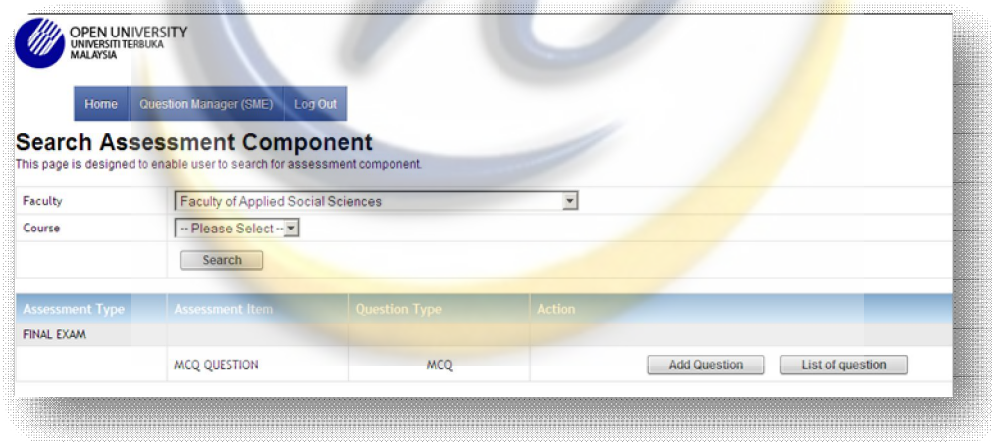 OPEN UNIVERSITY
UNIVERSITI TERBUKA
MALAYSIA
Home Question Manager (SME) Log Out
Search Assessment Component
This page is designed to enable user to search for assessment component.
Faculty Faculty of Applied Social Sciences
Course -- Please Select --
Search
Assessment Type Assessment Item Question Type Action
FINAL EXAM
MCQ QUESTION MCQ Add Question List of question